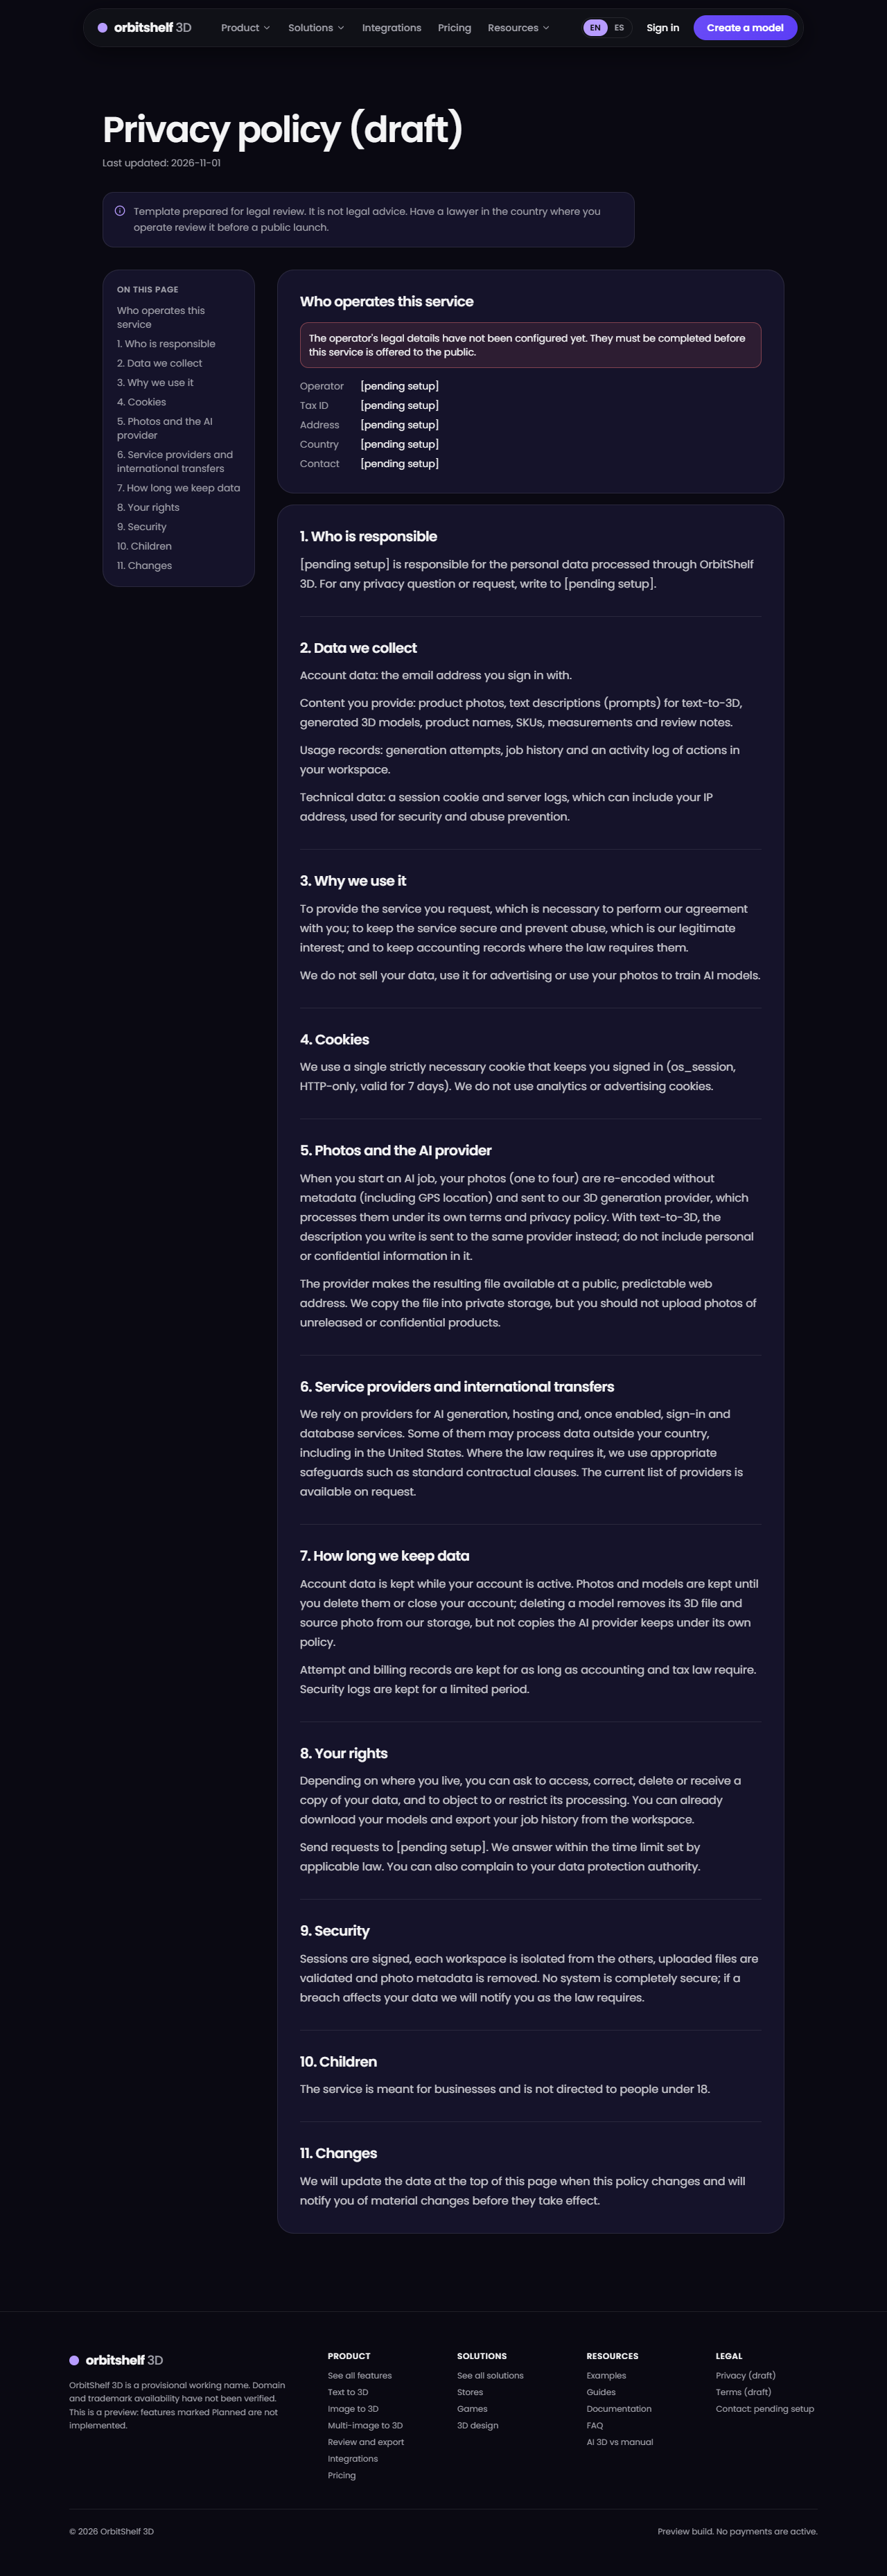 orbitshelf 3D
Product
Solutions
Integrations
Pricing
Resources
EN
ES
Sign in
Create a model
Privacy policy (draft)
Last updated: 2026-11-01
Template prepared for legal review. It is not legal advice. Have a lawyer in the country where you
operate review it before a public launch.
ON THIS PAGE
Who operates this
service
1. Who is responsible
2. Data we collect
3. Why we use it
4. Cookies
5. Photos and the AI
provider
6. Service providers and
international transfers
7. How long we keep data
8. Your rights
9. Security
10. Children
11. Changes
Who operates this service
The operator's legal details have not been configured yet. They must be completed before
this service is offered to the public.
Operator [pending setup]
Tax ID [pending setup]
Address [pending setup]
Country [pending setup]
Contact [pending setup]
1. Who is responsible
[pending setup] is responsible for the personal data processed through OrbitShelf
3D. For any privacy question or request, write to [pending setup].
2. Data we collect
Account data: the email address you sign in with.
Content you provide: product photos, text descriptions (prompts) for text-to-3D,
generated 3D models, product names, SKUs, measurements and review notes.
Usage records: generation attempts, job history and an activity log of actions in
your workspace.
Technical data: a session cookie and server logs, which can include your IP
address, used for security and abuse prevention.
3. Why we use it
To provide the service you request, which is necessary to perform our agreement
with you; to keep the service secure and prevent abuse, which is our legitimate
interest; and to keep accounting records where the law requires them.
We do not sell your data, use it for advertising or use your photos to train AI models.
4. Cookies
We use a single strictly necessary cookie that keeps you signed in (os_session,
HTTP-only, valid for 7 days). We do not use analytics or advertising cookies.
5. Photos and the AI provider
When you start an AI job, your photos (one to four) are re-encoded without
metadata (including GPS location) and sent to our 3D generation provider, which
processes them under its own terms and privacy policy. With text-to-3D, the
description you write is sent to the same provider instead; do not include personal
or confidential information in it.
The provider makes the resulting file available at a public, predictable web
address. We copy the file into private storage, but you should not upload photos of
unreleased or confidential products.
6. Service providers and international transfers
We rely on providers for AI generation, hosting and, once enabled, sign-in and
database services. Some of them may process data outside your country,
including in the United States. Where the law requires it, we use appropriate
safeguards such as standard contractual clauses. The current list of providers is
available on request.
7. How long we keep data
Account data is kept while your account is active. Photos and models are kept until
you delete them or close your account; deleting a model removes its 3D file and
source photo from our storage, but not copies the AI provider keeps under its own
policy.
Attempt and billing records are kept for as long as accounting and tax law require.
Security logs are kept for a limited period.
8. Your rights
Depending on where you live, you can ask to access, correct, delete or receive a
copy of your data, and to object to or restrict its processing. You can already
download your models and export your job history from the workspace.
Send requests to [pending setup]. We answer within the time limit set by
applicable law. You can also complain to your data protection authority.
9. Security
Sessions are signed, each workspace is isolated from the others, uploaded files are
validated and photo metadata is removed. No system is completely secure; if a
breach affects your data we will notify you as the law requires.
10. Children
The service is meant for businesses and is not directed to people under 18.
11. Changes
We will update the date at the top of this page when this policy changes and will
notify you of material changes before they take effect.
orbitshelf 3D
OrbitShelf 3D is a provisional working name. Domain
and trademark availability have not been verified.
This is a preview: features marked Planned are not
implemented.
PRODUCT
See all features
Text to 3D
Image to 3D
Multi-image to 3D
Review and export
Integrations
Pricing
SOLUTIONS
See all solutions
Stores
Games
3D design
RESOURCES
Examples
Guides
Documentation
FAQ
AI 3D vs manual
LEGAL
Privacy (draft)
Terms (draft)
Contact: pending setup
© 2026 OrbitShelf 3D
Preview build. No payments are active.